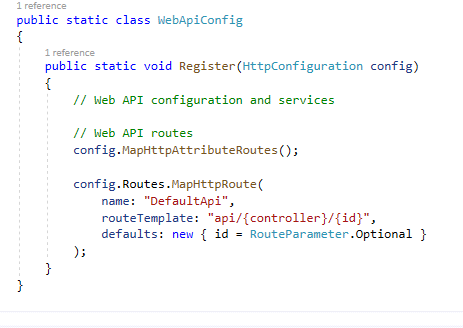 1 reference
public static class WebApiConfig
{
1 reference
public static void Register(HttpConfiguration config)
{
// Web API configuration and services
// Web API routes
config.MapHttpAttributeRoutes();
config.Routes.MapHttpRoute(
name: "DefaultApi",
routeTemplate: "api/{controller}/{id}",
defaults: new { id = RouteParameter.Optional }
);
}
}